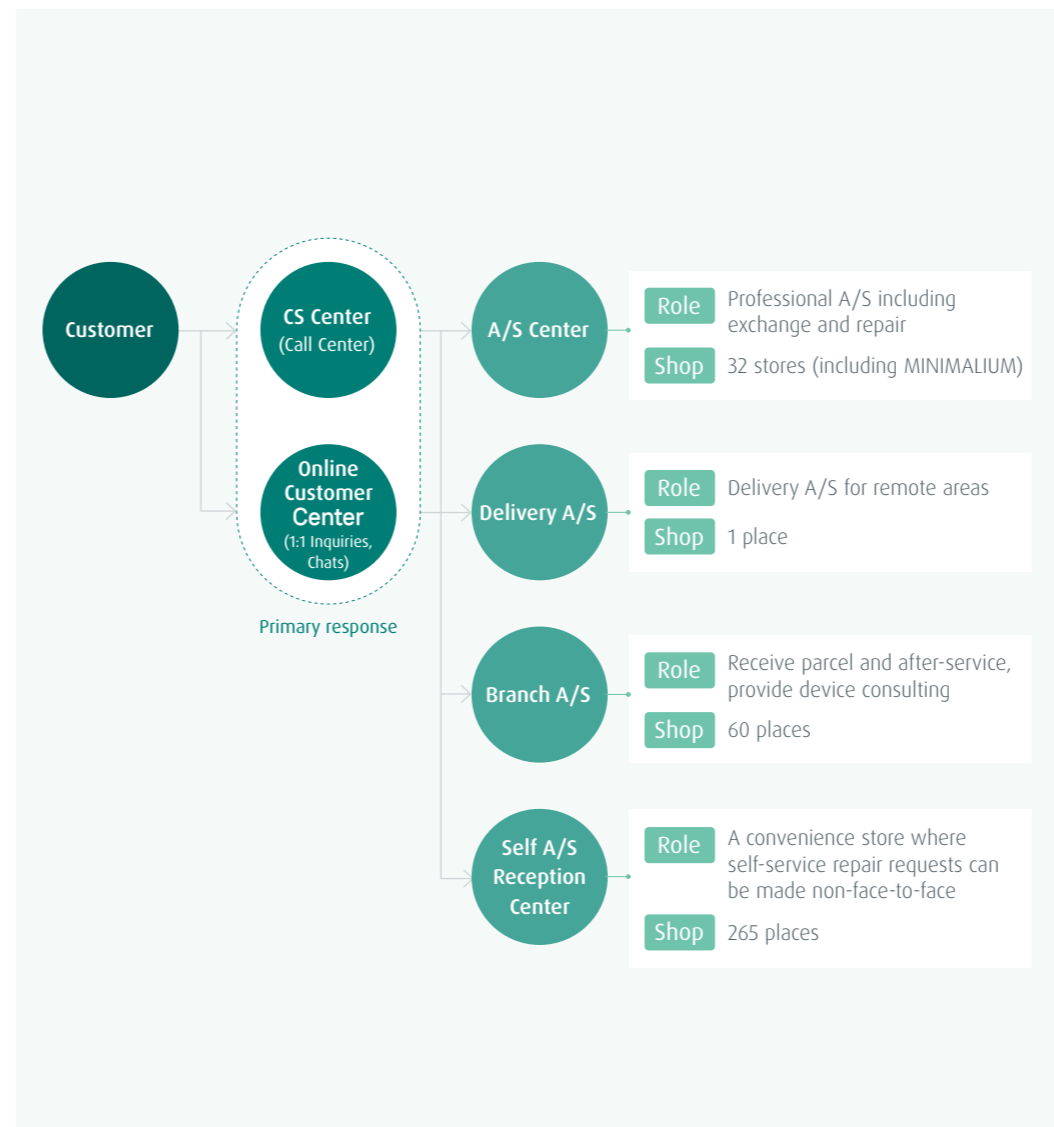 Customer
CS Center
(Call Center)
Online
Customer
Center
(1:1 Inquiries,
Chats)
Primary response
A/S Center
Role
Professional A/S including
exchange and repair
Shop
32 stores (including MINIMALIUM)
Delivery A/S
Role
Delivery A/S for remote areas
Shop
1 place
Branch A/S
Role
Receive parcel and after-service,
provide device consulting
Shop
60 places
Self A/S
Reception
Center
Role
A convenience store where
self-service repair requests can
be made non-face-to-face
Shop
265 places